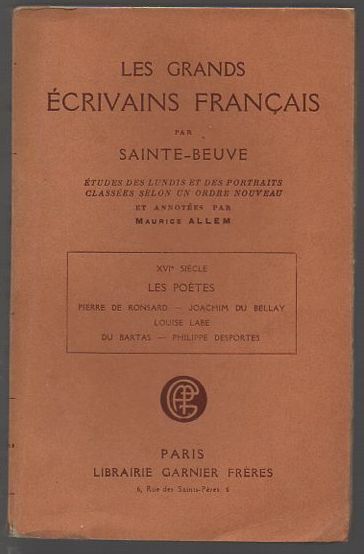 LES GRANDS
ÉCRIVAINS FRANÇAIS
PAR
SAINTE-BEUVE
ÉTUDES DES LUNDIS ET DES PORTRAITS
CLASSÉES SELON UN ORDRE NOUVEAU
ET ANNOTÉES PAR
MAURICE ALLEM
XVIe SIÈCLE
LES POÈTES
PIERRE DE RONSARD — JOACHIM DU BELLAY
LOUISE LABÉ
DU BARTAS — PHILIPPE DESPORTES
PARIS
LIBRAIRIE GARNIER FRÈRES
6, Rue des Saints-Pères, 6